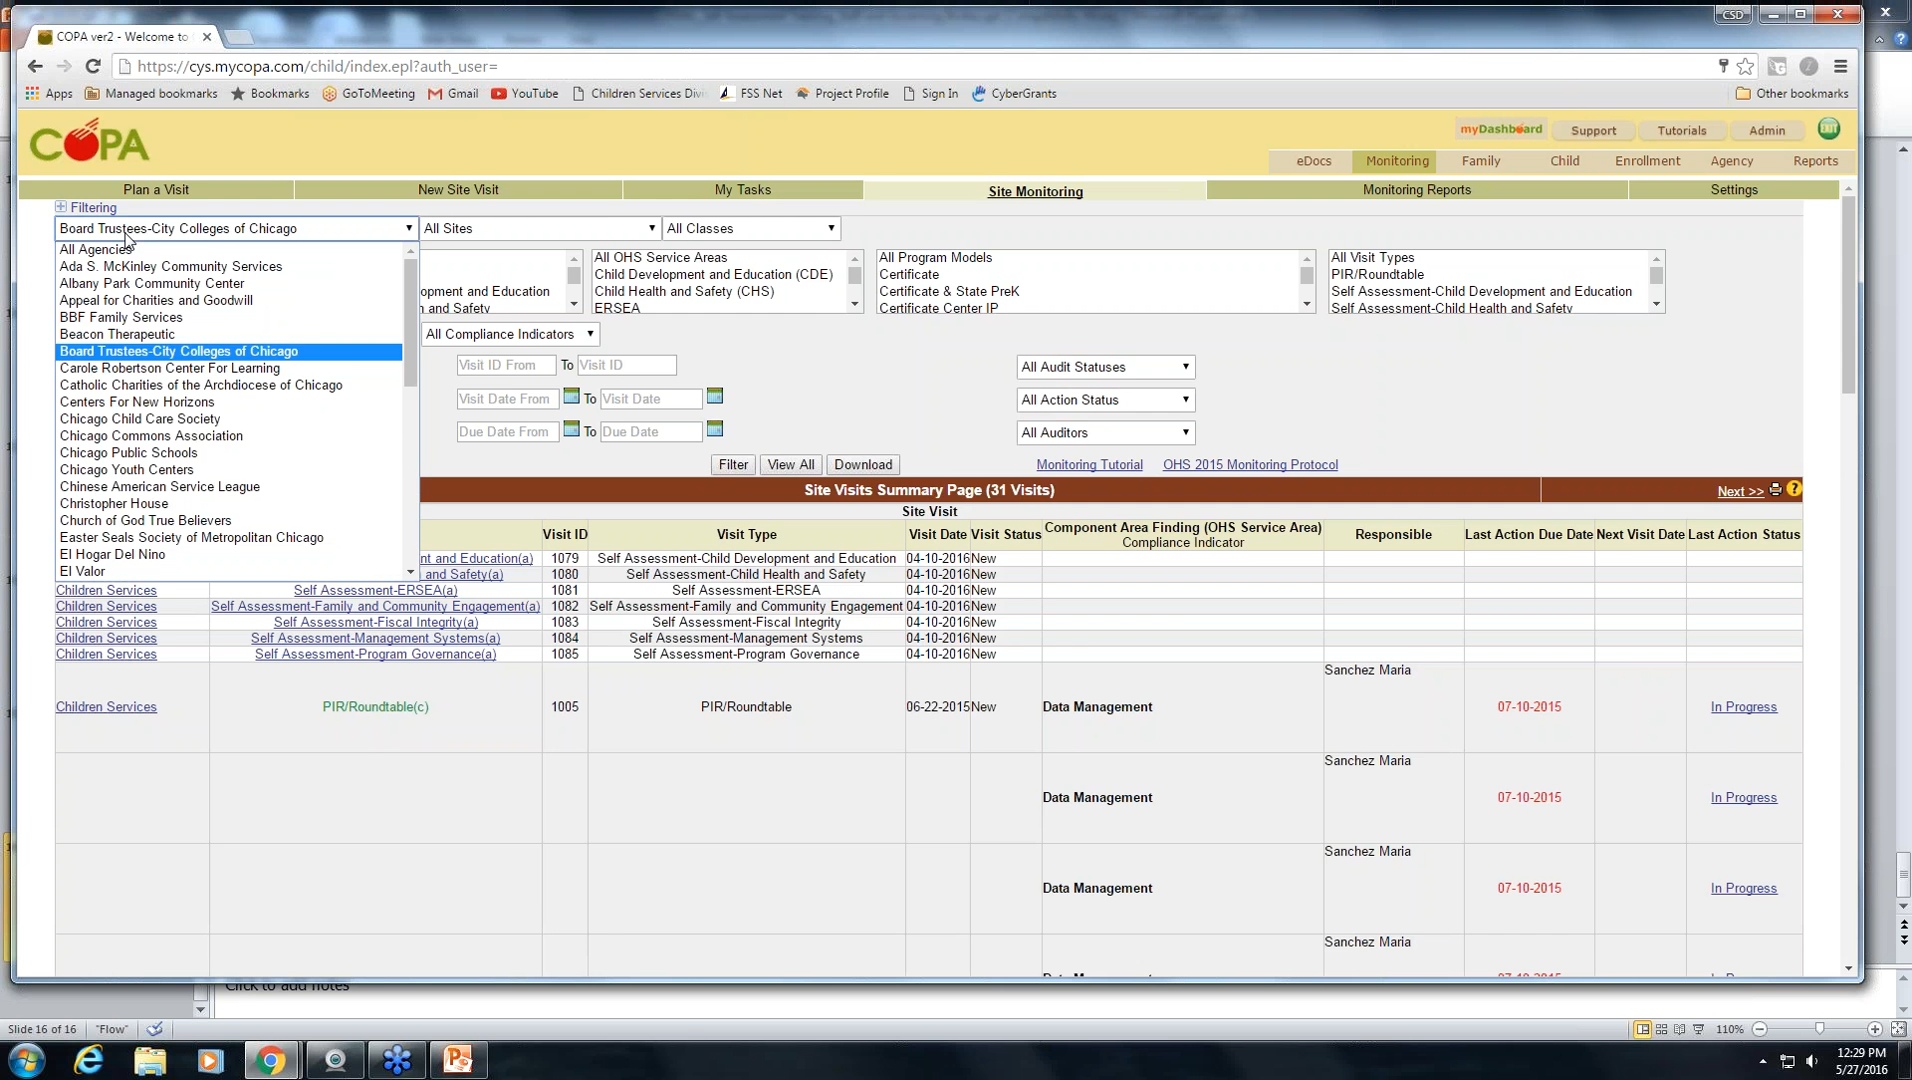 CSD
COPA ver2 - Welcome to
https://cys.mycopa.com/child/index.epl?auth_user=
Apps Managed bookmarks Bookmarks GoToMeeting Gmail YouTube Children Services Divi FSS Net Project Profile Sign In CyberGrants Other bookmarks
COPA
myDashboard Support Tutorials Admin EXIT
eDocs Monitoring Family Child Enrollment Agency Reports
Plan a Visit New Site Visit My Tasks Site Monitoring Monitoring Reports Settings
Filtering
Board Trustees-City Colleges of Chicago All Sites All Classes
All Agencies
Ada S. McKinley Community Services
Albany Park Community Center
Appeal for Charities and Goodwill
BBF Family Services
Beacon Therapeutic
Board Trustees-City Colleges of Chicago
Carole Robertson Center For Learning
Catholic Charities of the Archdiocese of Chicago
Centers For New Horizons
Chicago Child Care Society
Chicago Commons Association
Chicago Public Schools
Chicago Youth Centers
Chinese American Service League
Christopher House
Church of God True Believers
Easter Seals Society of Metropolitan Chicago
El Hogar Del Nino
El Valor
opment and Education
n and Safety
All OHS Service Areas
Child Development and Education (CDE)
Child Health and Safety (CHS)
ERSEA
All Program Models
Certificate
Certificate & State PreK
Certificate Center IP
All Visit Types
PIR/Roundtable
Self Assessment-Child Development and Education
Self Assessment-Child Health and Safety
All Compliance Indicators
Visit ID From To Visit ID All Audit Statuses
Visit Date From To Visit Date All Action Status
Due Date From To Due Date All Auditors
Filter View All Download Monitoring Tutorial OHS 2015 Monitoring Protocol
Site Visits Summary Page (31 Visits) Next >> ?
Site Visit
Visit ID Visit Type Visit Date Visit Status Component Area Finding (OHS Service Area) Responsible Last Action Due Date Next Visit Date Last Action Status
Compliance Indicator
nt and Education(a) 1079 Self Assessment-Child Development and Education 04-10-2016 New
and Safety(a) 1080 Self Assessment-Child Health and Safety 04-10-2016 New
Children Services Self Assessment-ERSEA(a) 1081 Self Assessment-ERSEA 04-10-2016 New
Children Services Self Assessment-Family and Community Engagement(a) 1082 Self Assessment-Family and Community Engagement 04-10-2016 New
Children Services Self Assessment-Fiscal Integrity(a) 1083 Self Assessment-Fiscal Integrity 04-10-2016 New
Children Services Self Assessment-Management Systems(a) 1084 Self Assessment-Management Systems 04-10-2016 New
Children Services Self Assessment-Program Governance(a) 1085 Self Assessment-Program Governance 04-10-2016 New
Sanchez Maria
Children Services PIR/Roundtable(c) 1005 PIR/Roundtable 06-22-2015 New Data Management 07-10-2015 In Progress
Sanchez Maria
Data Management 07-10-2015 In Progress
Sanchez Maria
Data Management 07-10-2015 In Progress
Sanchez Maria
Click to add notes
Slide 16 of 16 "Flow" 110%
12:29 PM
5/27/2016